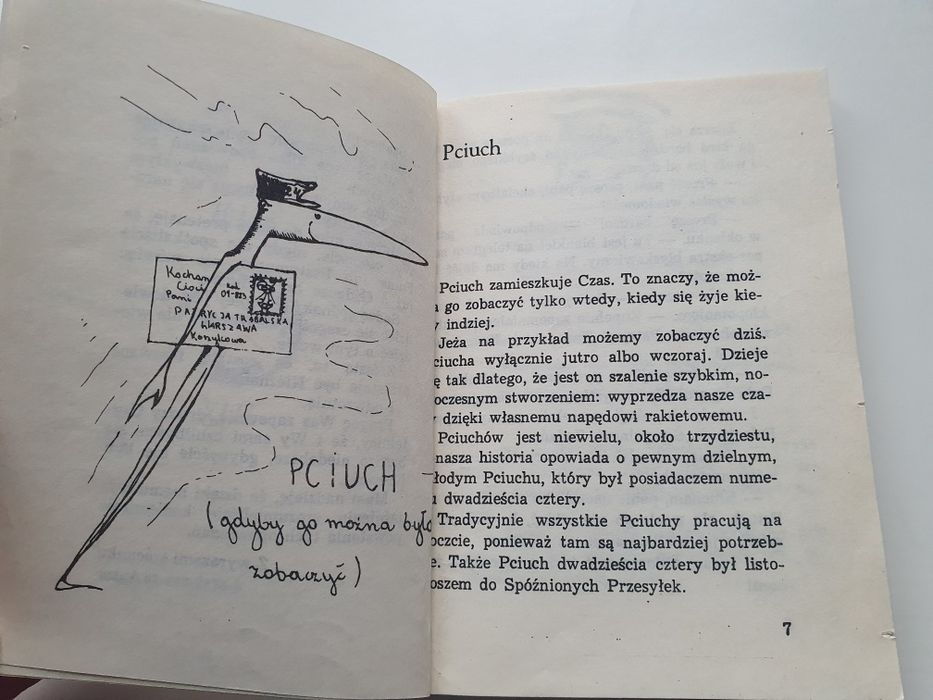 24
Kochan
Cioci
Pani
kod
WARSZAWA
PCIUCH –
(gdyby go można było
zobaczyć)
Pciuch
Pciuch zamieszkuje Czas. To znaczy, że moż-
a go zobaczyć tylko wtedy, kiedy się żyje kie-
y indziej.
Jeża na przykład możemy zobaczyć dziś.
ciucha wyłącznie jutro albo wczoraj. Dzieje
ę tak dlatego, że jest on szalenie szybkim, no-
oczesnym stworzeniem: wyprzedza nasze cza-
y dzięki własnemu napędowi rakietowemu.
Pciuchów jest niewielu, około trzydziestu,
nasza historia opowiada o pewnym dzielnym,
łodym Pciuchu, który był posiadaczem nume-
u dwadzieścia cztery.
Tradycyjnie wszystkie Pciuchy pracują na
oczcie, ponieważ tam są najbardziej potrzeb-
e. Także Pciuch dwadzieścia cztery był listo-
oszem do Spóźnionych Przesyłek.
7